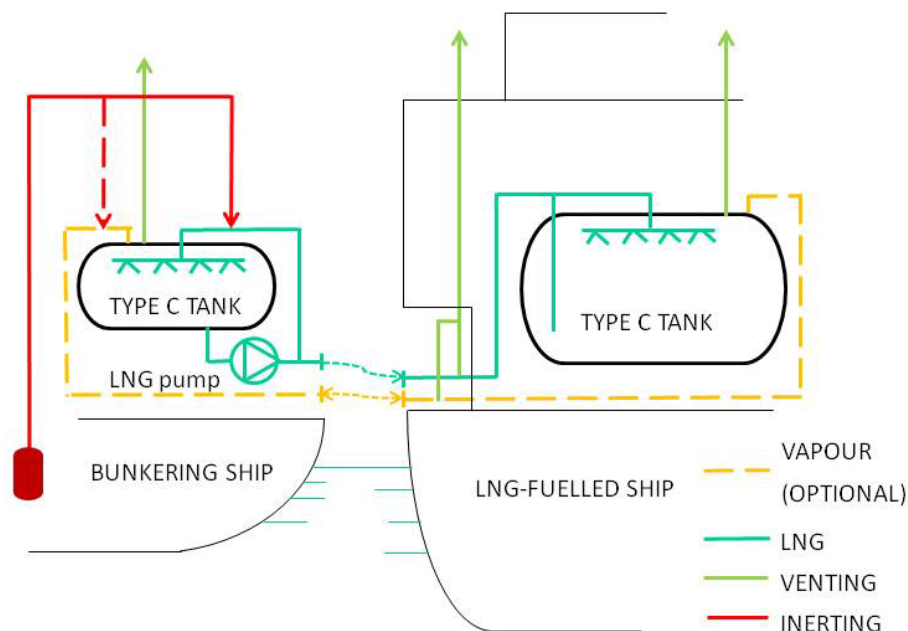 TYPE C TANK
TYPE C TANK
LNG pump
BUNKERING SHIP
LNG-FUELLED SHIP
VAPOUR
(OPTIONAL)
LNG
VENTING
INERTING